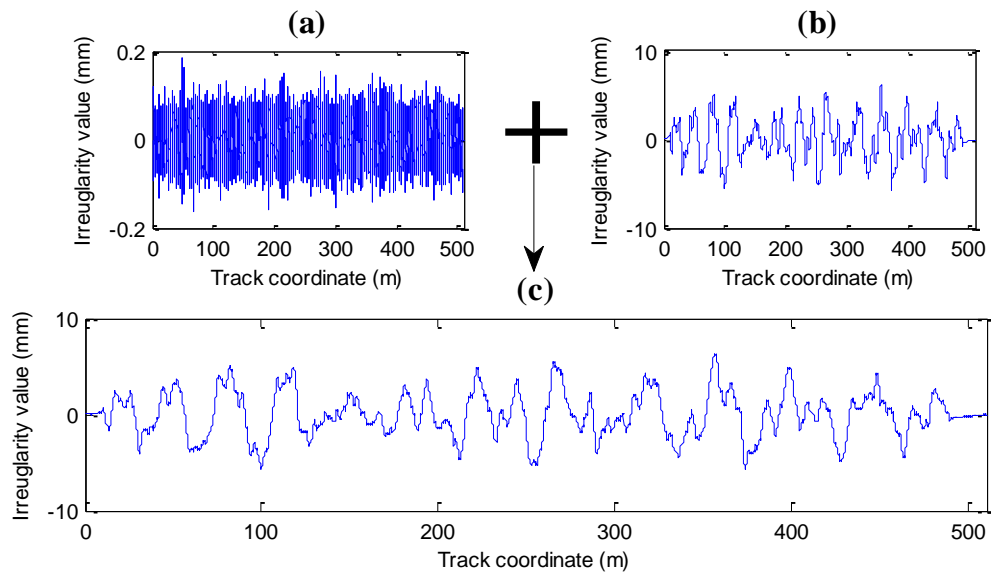 (a)
(b)
Irreuglarity value (mm)
0.2
0
-0.2
0 100 200 300 400 500
Track coordinate (m)
Irreuglarity value (mm)
10
0
-10
0 100 200 300 400 500
Track coordinate (m)
+
(c)
Irreuglarity value (mm)
10
0
-10
0 100 200 300 400 500
Track coordinate (m)